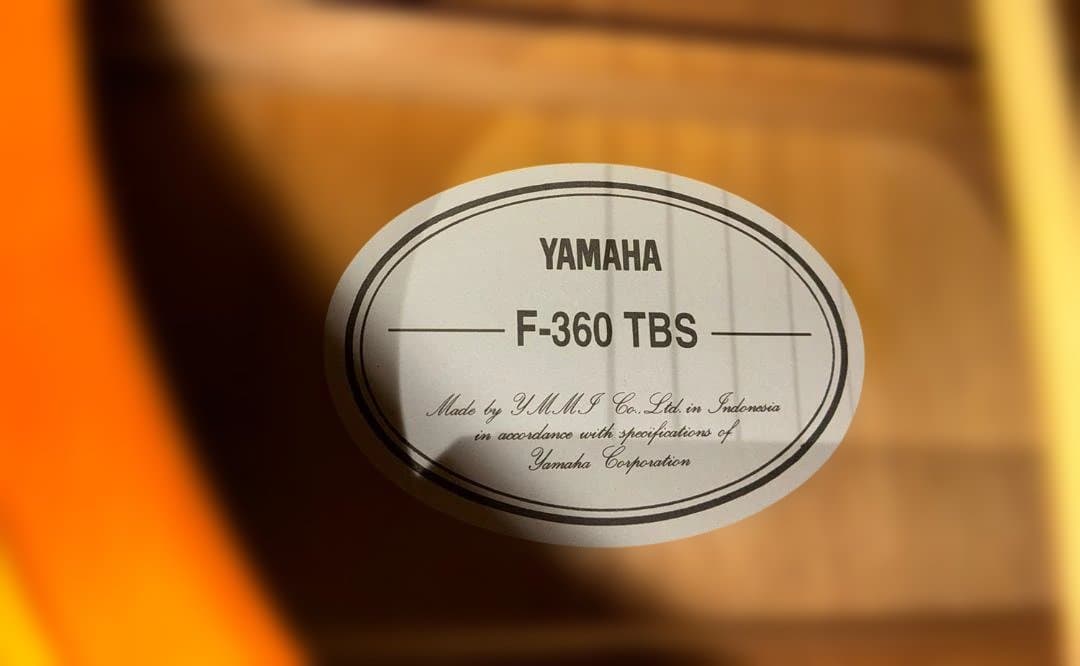 YAMAHA
F-360 TBS
Made by YMMI Co., Ltd. in Indonesia
in accordance with specifications of
Yamaha Corporation